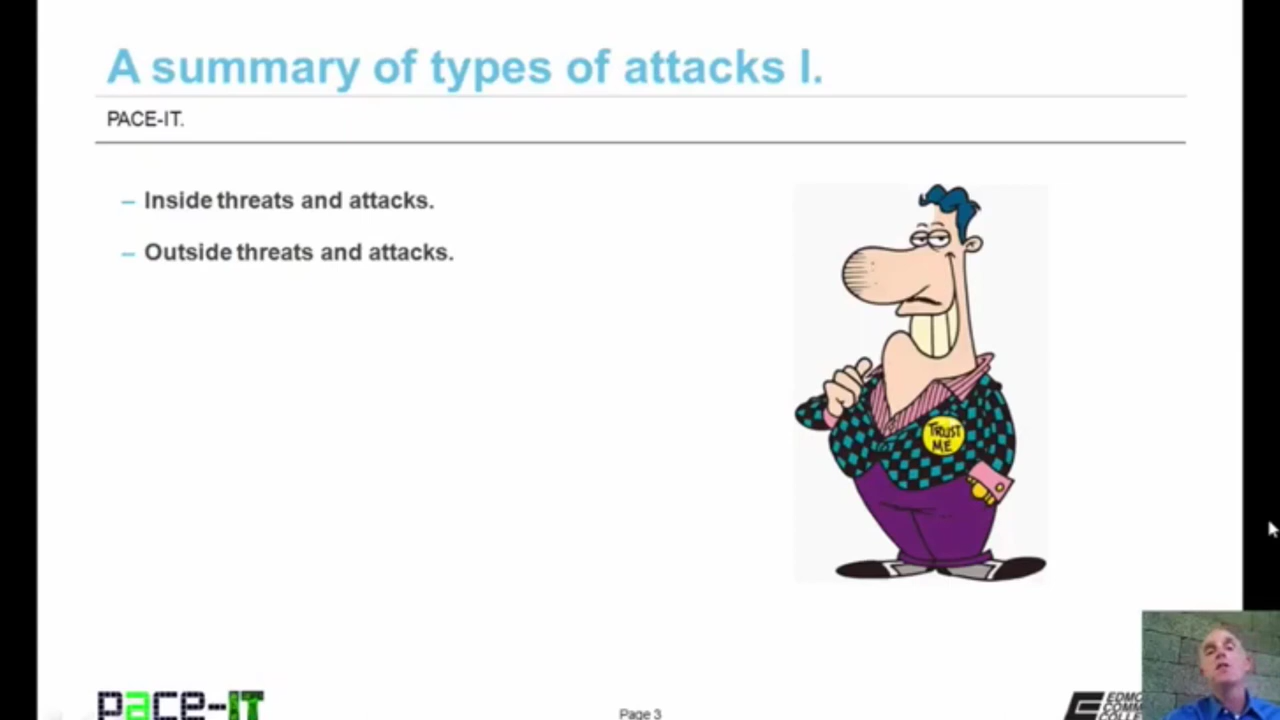 A summary of types of attacks I.
PACE-IT.
– Inside threats and attacks.
– Outside threats and attacks.
TRUST
ME
pace-IT
Page 3